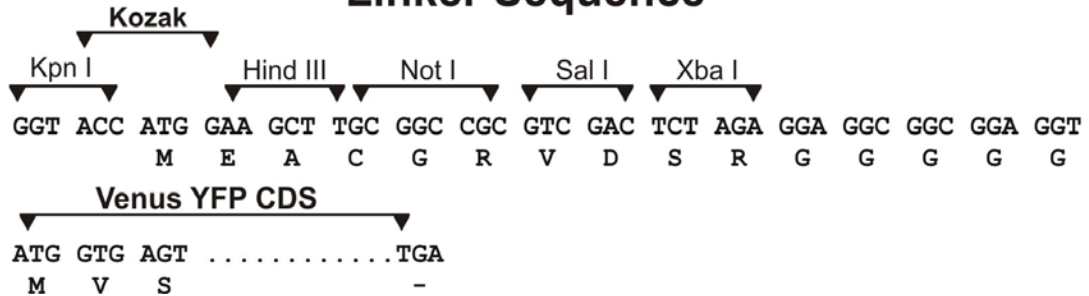 Linker Sequence
Kozak
Kpn I Hind III Not I Sal I Xba I
GGT ACC ATG GAA GCT TGC GGC CGC GTC GAC TCT AGA GGA GGC GGC GGA GGT
M E A C G R V D S R G G G G G
Venus YFP CDS
ATG GTG AGT ............TGA
M V S -